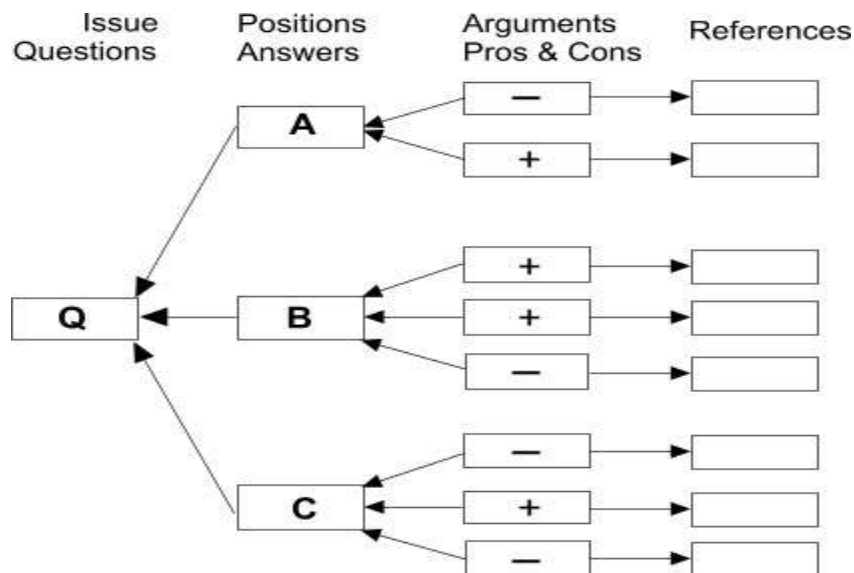 Issue Questions
Positions Answers
Arguments Pros & Cons
References
−
A
+
+
Q
B
+
−
−
C
+
−